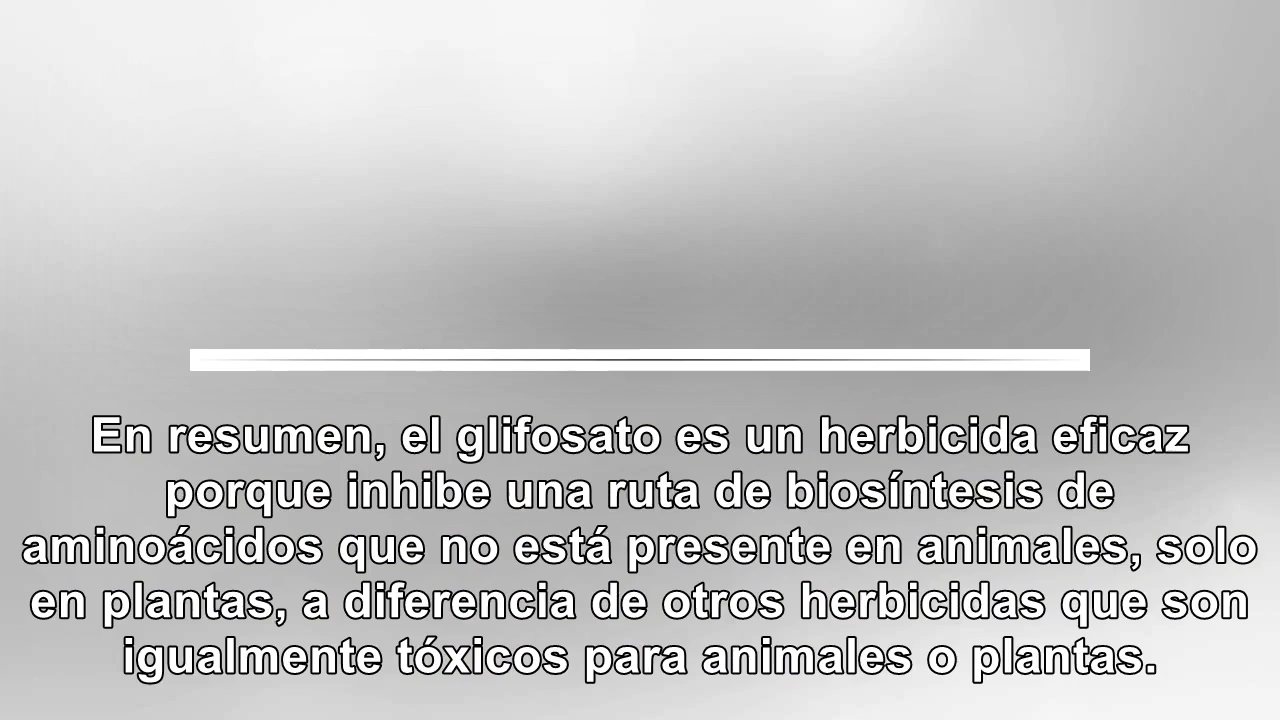 En resumen, el glifosato es un herbicida eficaz
porque inhibe una ruta de biosíntesis de
aminoácidos que no está presente en animales, solo
en plantas, a diferencia de otros herbicidas que son
igualmente tóxicos para animales o plantas.